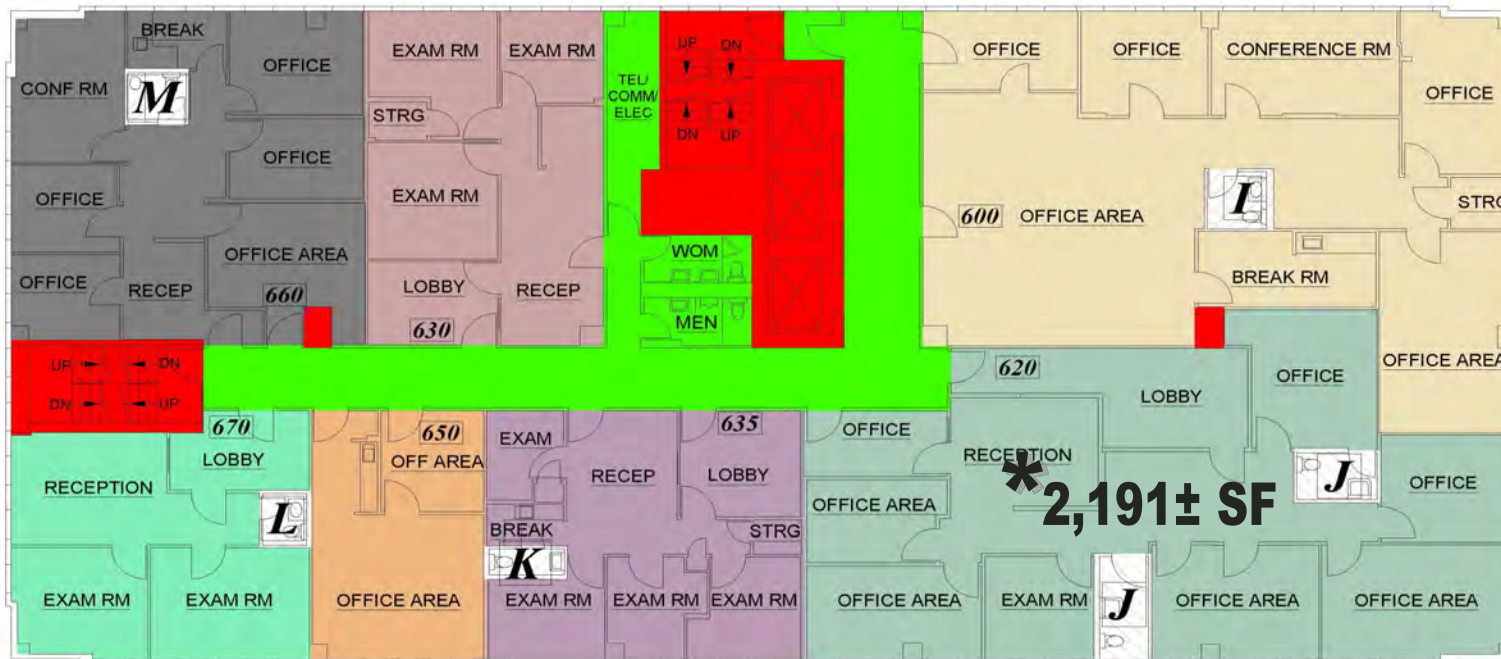 BREAK
OFFICE
CONF RM
M
OFFICE
OFFICE
OFFICE AREA
OFFICE
RECEP
660
EXAM RM
EXAM RM
STRG
EXAM RM
LOBBY
RECEP
630
TEL/
COMM/
ELEC
UP
DN
DN
UP
WOM
MEN
OFFICE
OFFICE
CONFERENCE RM
OFFICE
600
OFFICE AREA
I
STRG
BREAK RM
OFFICE AREA
UP
DN
DN
UP
670
LOBBY
RECEPTION
L
EXAM RM
EXAM RM
650
OFF AREA
OFFICE AREA
EXAM
RECEP
635
LOBBY
BREAK
STRG
K
EXAM RM
EXAM RM
EXAM RM
620
LOBBY
OFFICE
OFFICE
RECEPTION
*2,191± SF
J
OFFICE
OFFICE AREA
OFFICE AREA
EXAM RM
J
OFFICE AREA
OFFICE AREA